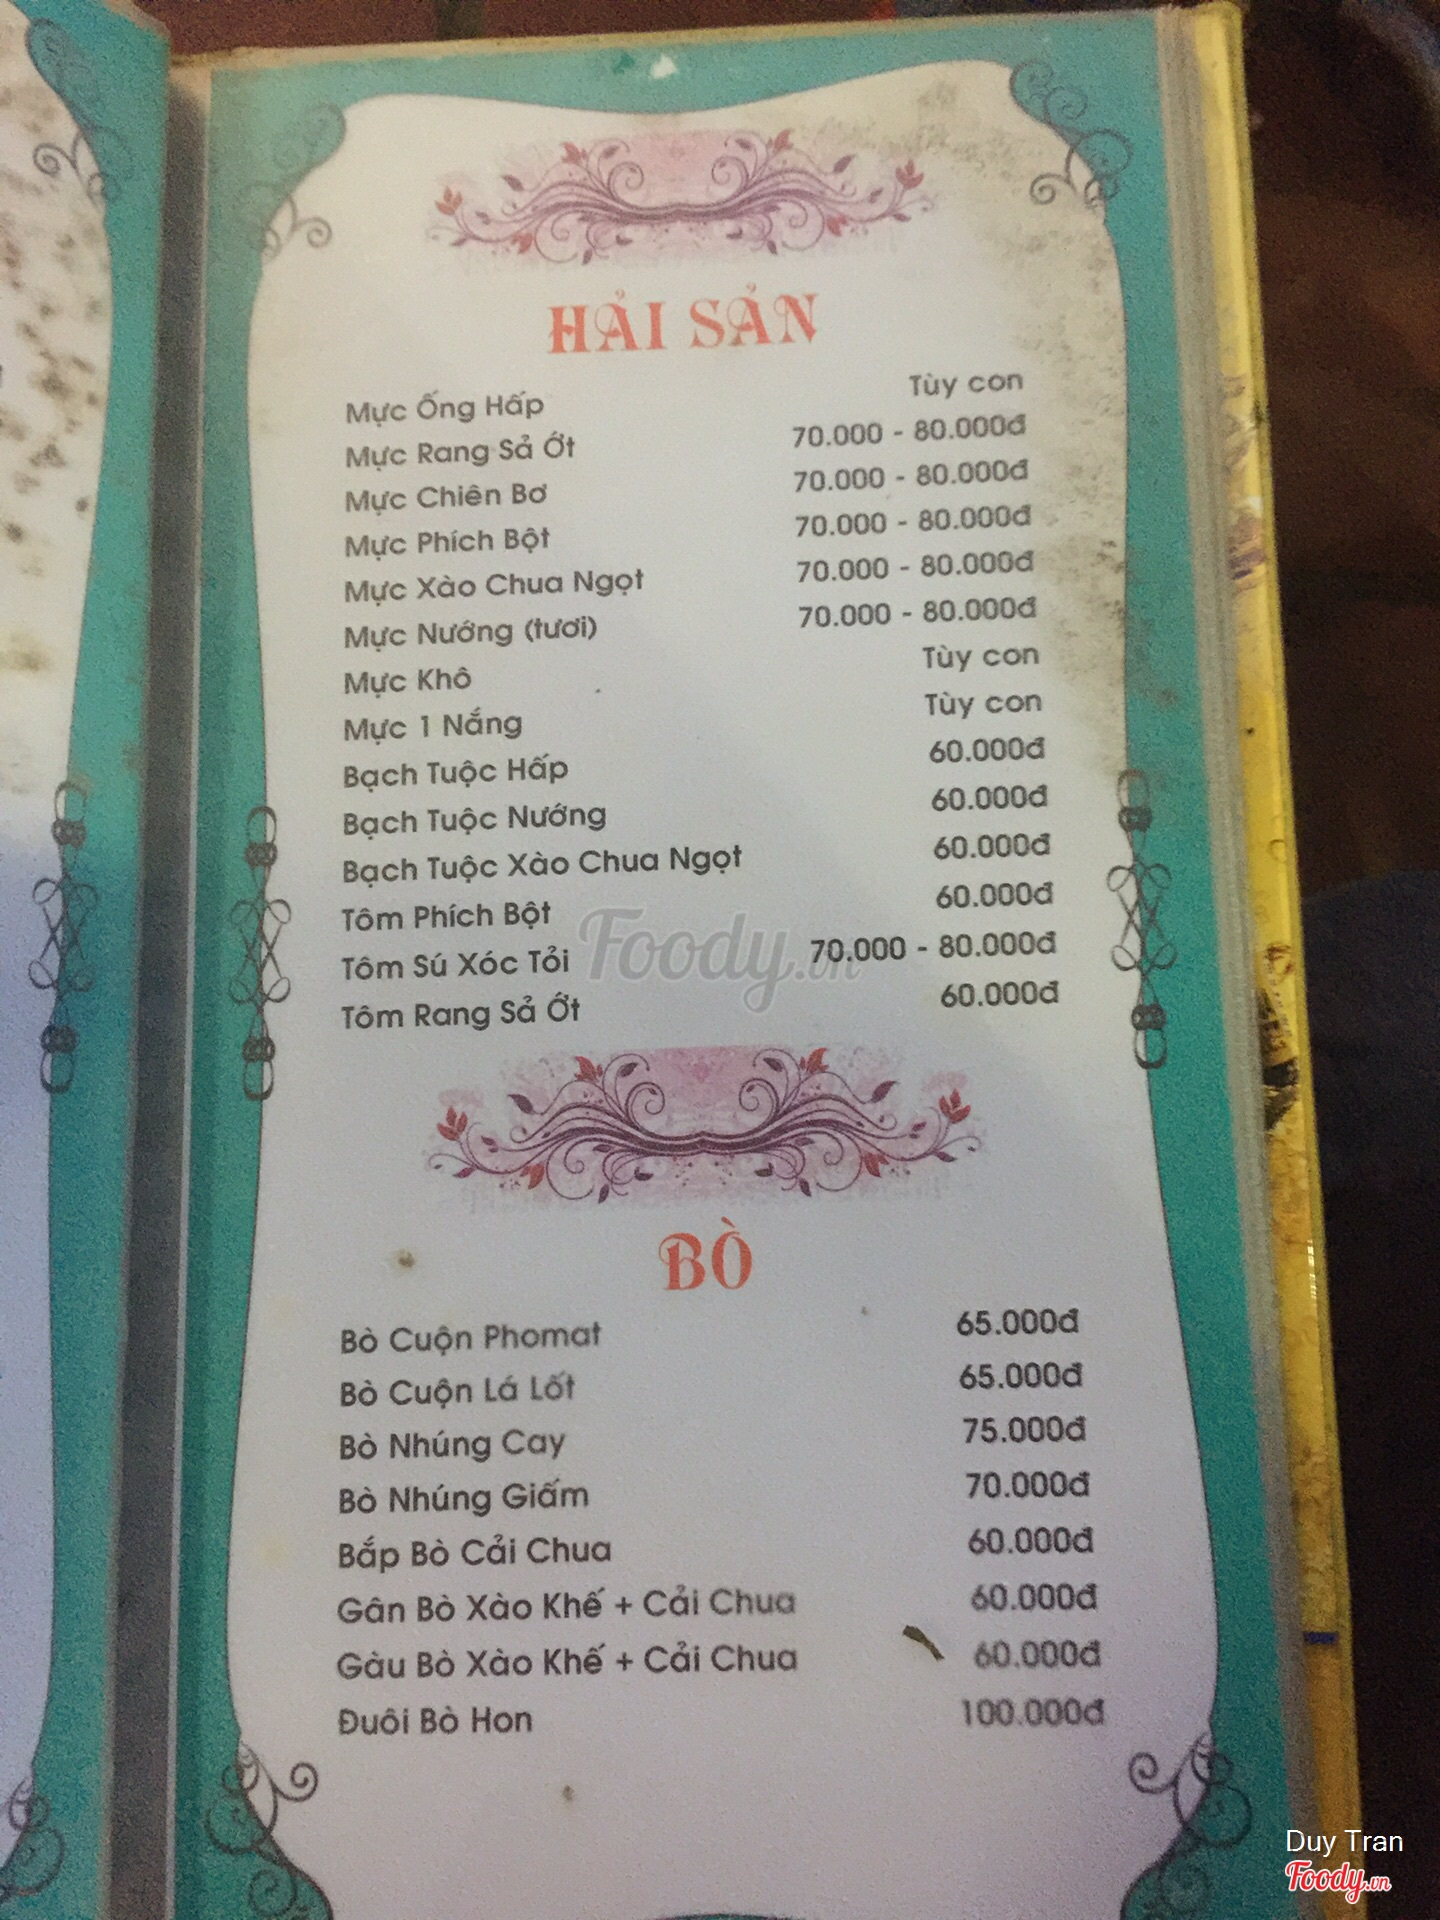 HẢI SẢN
Mực Ống Hấp Tùy con
Mực Rang Sả Ớt 70.000 - 80.000đ
Mực Chiên Bơ 70.000 - 80.000đ
Mực Phích Bột 70.000 - 80.000đ
Mực Xào Chua Ngọt 70.000 - 80.000đ
Mực Nướng (tươi) 70.000 - 80.000đ
Mực Khô Tùy con
Mực 1 Nắng Tùy con
Bạch Tuộc Hấp 60.000đ
Bạch Tuộc Nướng 60.000đ
Bạch Tuộc Xào Chua Ngọt 60.000đ
Tôm Phích Bột 60.000đ
Tôm Sú Xóc Tỏi 70.000 - 80.000đ
Tôm Rang Sả Ớt 60.000đ
Foody.vn
BÒ
Bò Cuộn Phomat 65.000đ
Bò Cuộn Lá Lốt 65.000đ
Bò Nhúng Cay 75.000đ
Bò Nhúng Giấm 70.000đ
Bắp Bò Cải Chua 60.000đ
Gân Bò Xào Khế + Cải Chua 60.000đ
Gàu Bò Xào Khế + Cải Chua 60.000đ
Đuôi Bò Hon 100.000đ
Duy Tran
Foody.vn